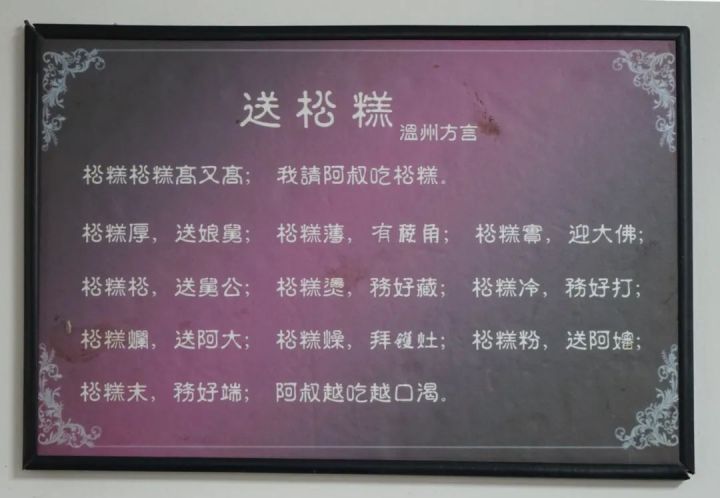 送松糕
溫州方言
松糕松糕高又高; 我請阿叔吃松糕。
松糕厚, 送娘舅; 松糕薄, 有菱角; 松糕實, 迎大佛;
松糕松, 送舅公; 松糕燙, 務好藏; 松糕冷, 務好打;
松糕爛, 送阿大; 松糕燥, 拜鑊灶; 松糕粉, 送阿嬸;
松糕末, 務好端; 阿叔越吃越口渴。